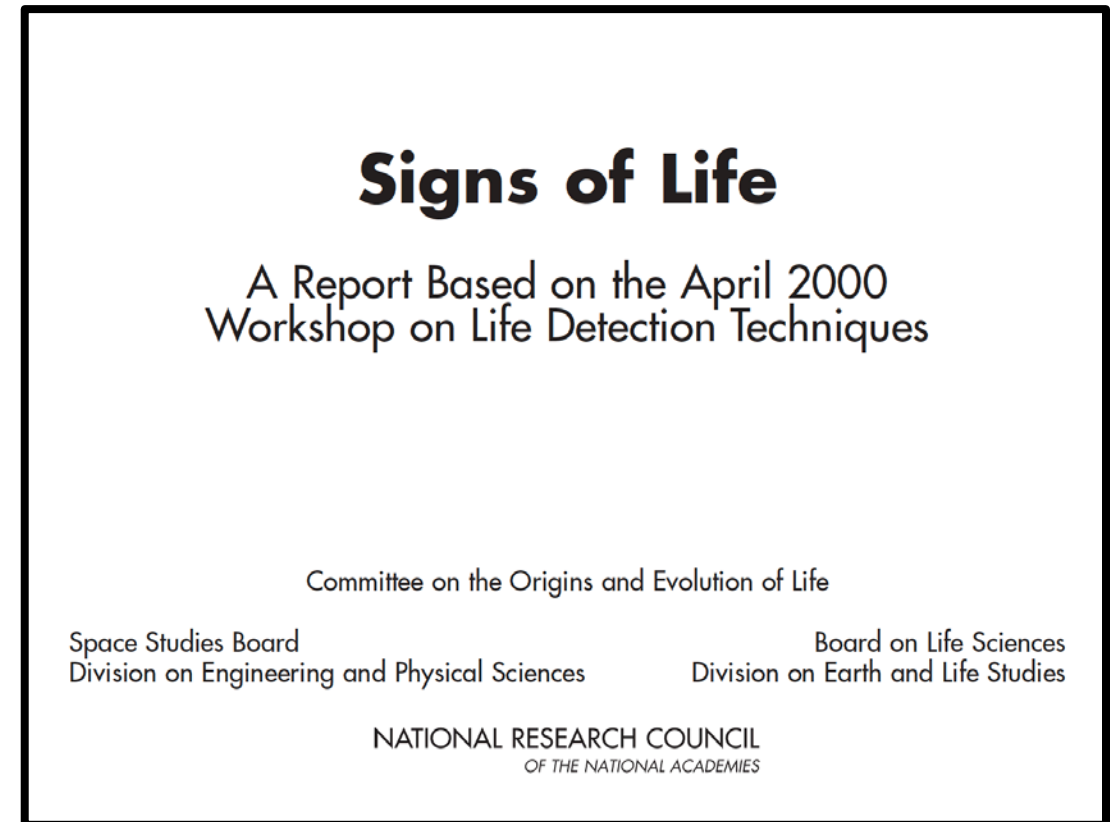 Signs of Life
A Report Based on the April 2000
Workshop on Life Detection Techniques
Committee on the Origins and Evolution of Life
Space Studies Board
Division on Engineering and Physical Sciences
Board on Life Sciences
Division on Earth and Life Studies
NATIONAL RESEARCH COUNCIL
OF THE NATIONAL ACADEMIES